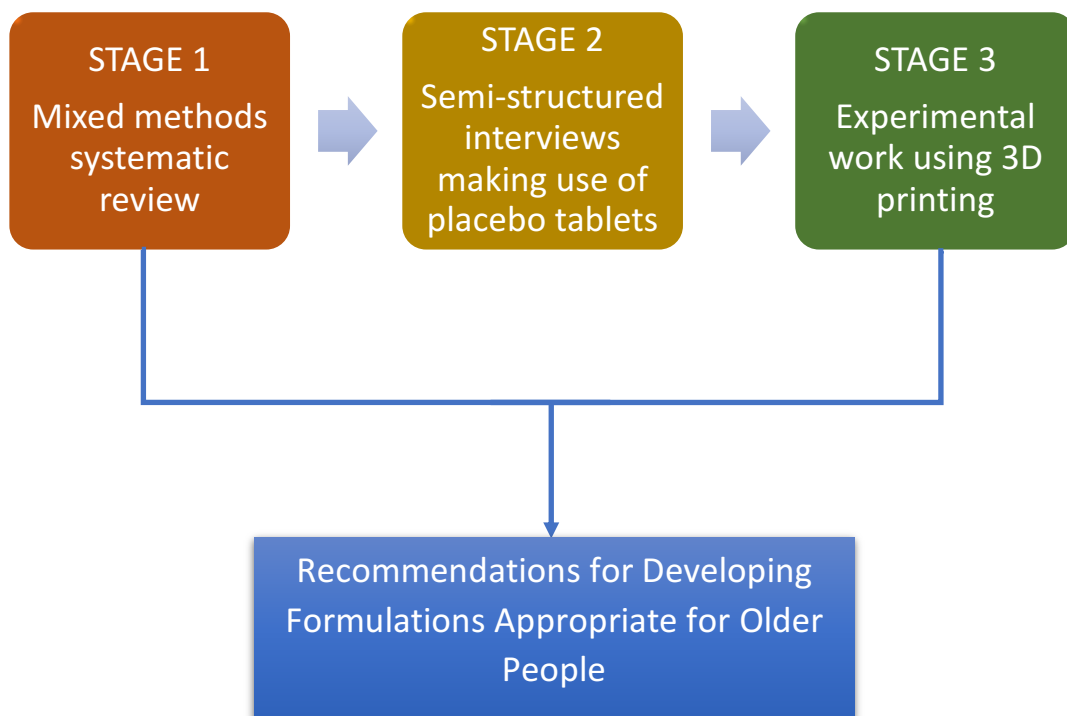 STAGE 1
Mixed methods
systematic
review
STAGE 2
Semi-structured
interviews
making use of
placebo tablets
STAGE 3
Experimental
work using 3D
printing
Recommendations for Developing
Formulations Appropriate for Older
People